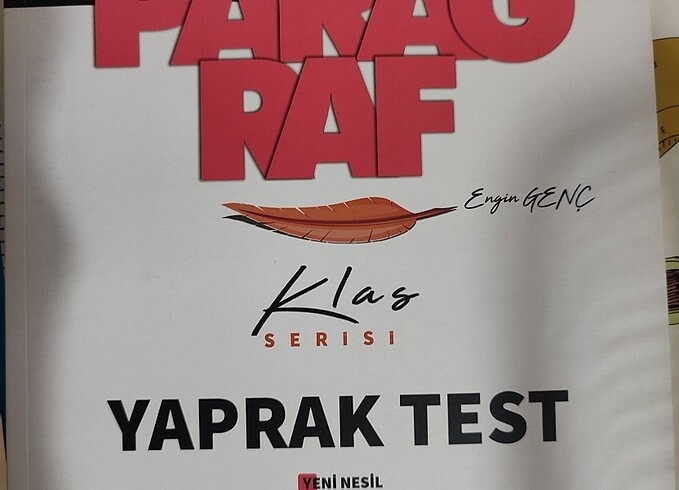 PARAG
RAF
Engin GENÇ
Klas
SERİSİ
YAPRAK TEST
YENİ NESİL